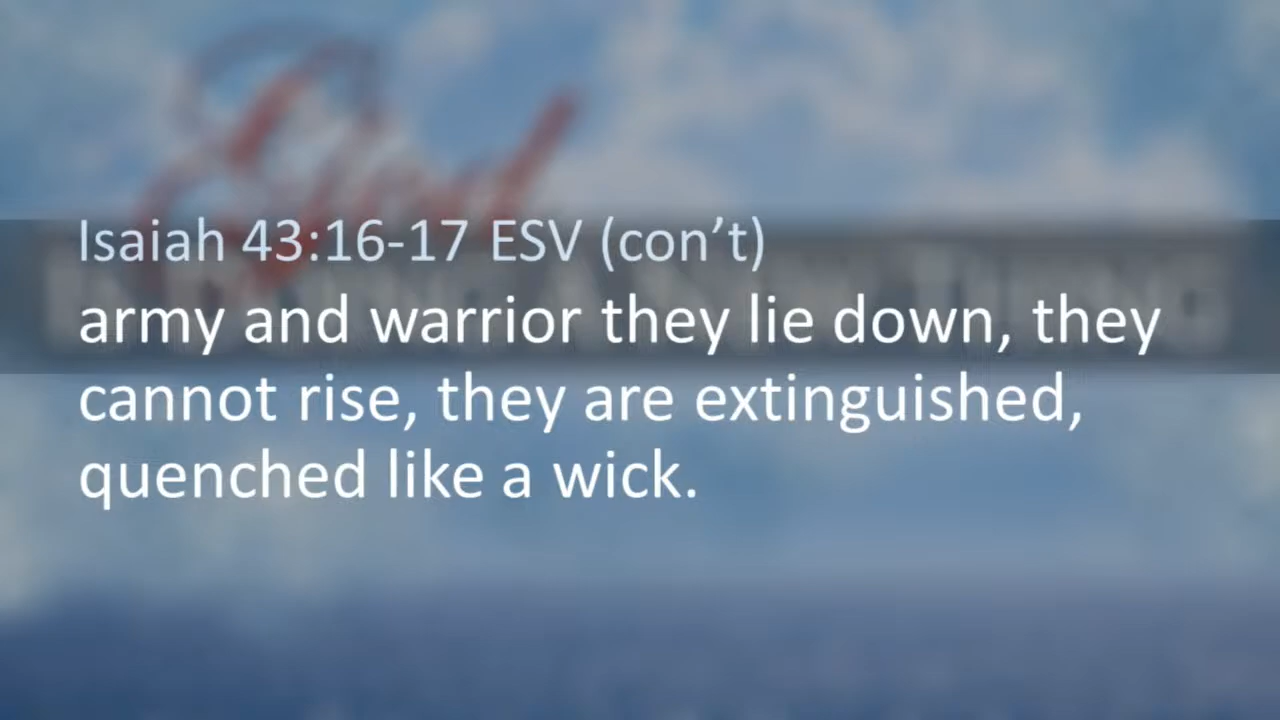 Isaiah 43:16-17 ESV (con’t)
army and warrior they lie down, they
cannot rise, they are extinguished,
quenched like a wick.